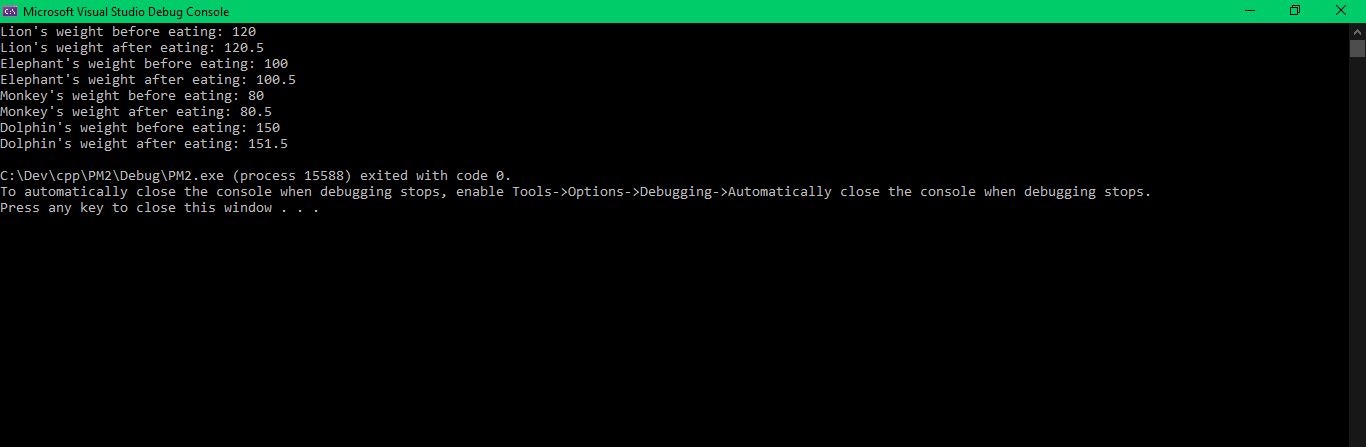 Microsoft Visual Studio Debug Console
Lion's weight before eating: 120
Lion's weight after eating: 120.5
Elephant's weight before eating: 100
Elephant's weight after eating: 100.5
Monkey's weight before eating: 80
Monkey's weight after eating: 80.5
Dolphin's weight before eating: 150
Dolphin's weight after eating: 151.5
C:\Dev\cpp\PM2\Debug\PM2.exe (process 15588) exited with code 0.
To automatically close the console when debugging stops, enable Tools->Options->Debugging->Automatically close the console when debugging stops.
Press any key to close this window . . .